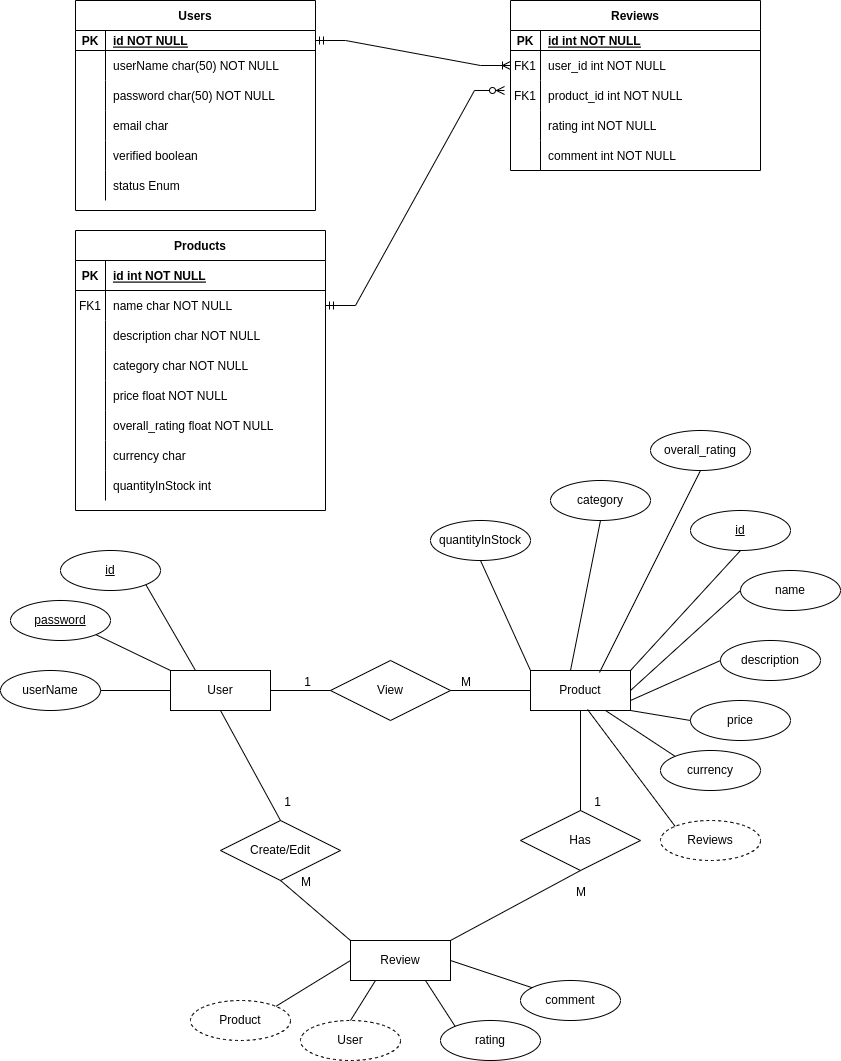 Users
PK id NOT NULL
userName char(50) NOT NULL
password char(50) NOT NULL
email char
verified boolean
status Enum
Reviews
PK id int NOT NULL
FK1 user_id int NOT NULL
FK1 product_id int NOT NULL
rating int NOT NULL
comment int NOT NULL
Products
PK id int NOT NULL
FK1 name char NOT NULL
description char NOT NULL
category char NOT NULL
price float NOT NULL
overall_rating float NOT NULL
currency char
quantityInStock int
overall_rating
category
id
quantityInStock
id
name
password
description
userName
User
1
View
M
Product
price
currency
1
1
Create/Edit
Has
Reviews
M
M
Review
Product
User
rating
comment